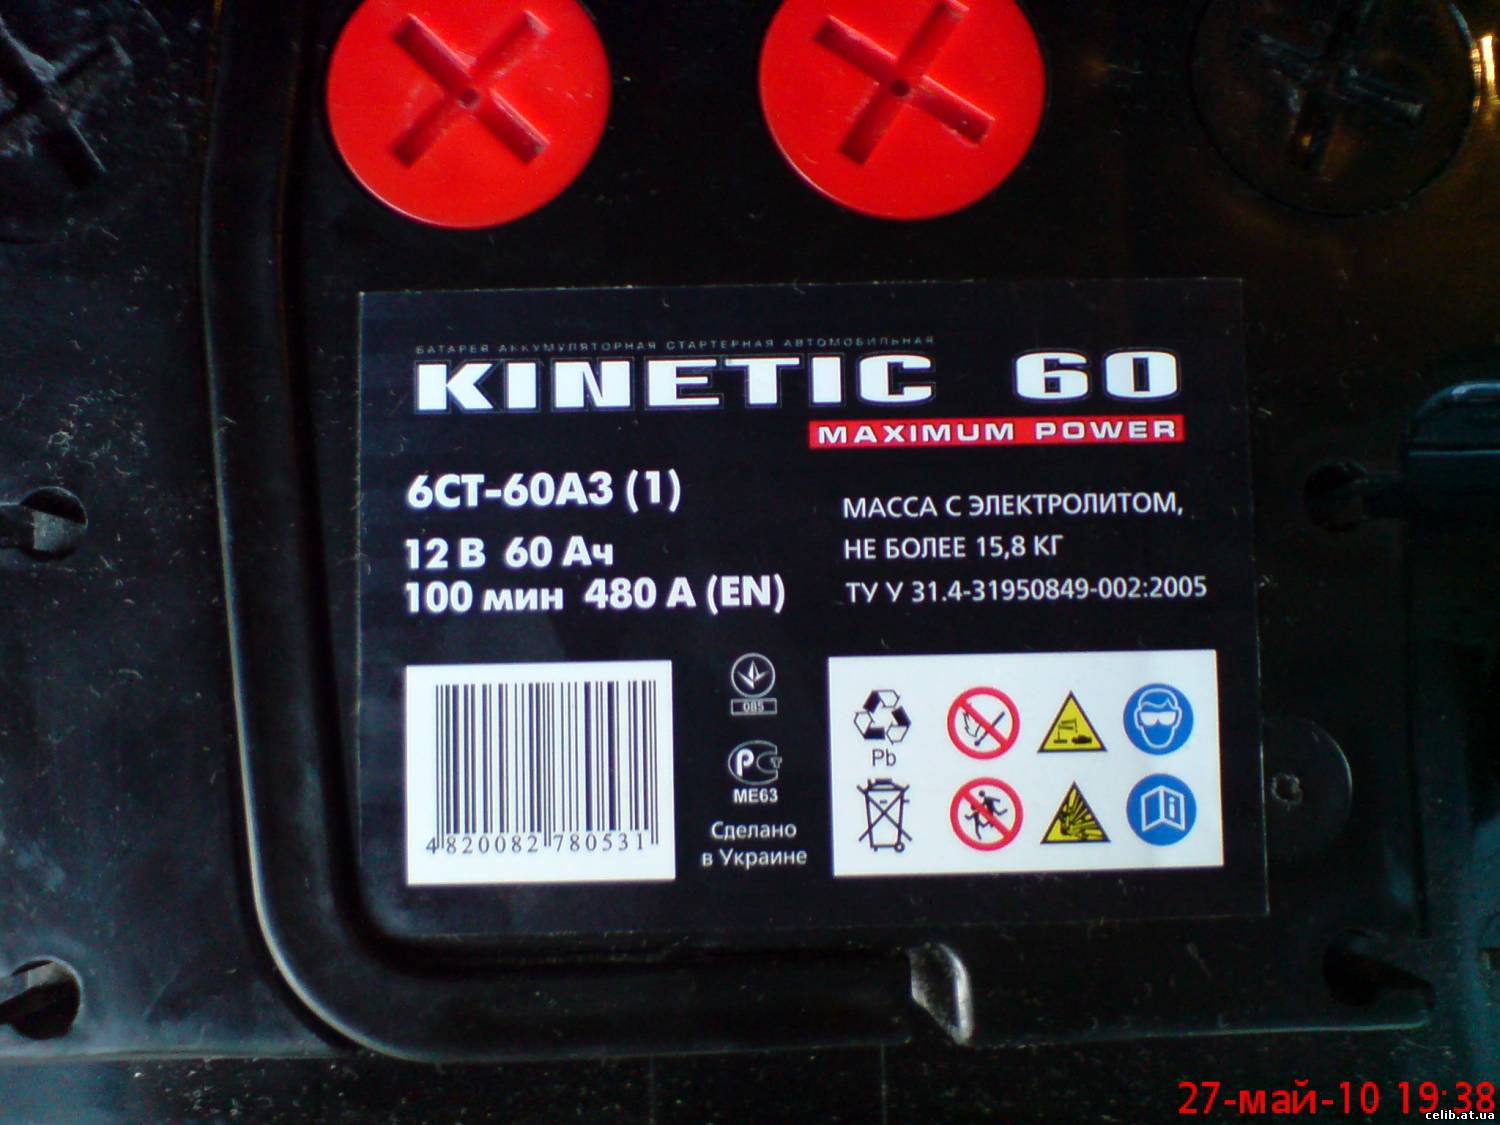 БАТАРЕЯ АККУМУЛЯТОРНАЯ СТАРТЕРНАЯ АВТОМОБИЛЬНАЯ
KINETIC 60
MAXIMUM POWER
6СТ-60АЗ (1)
12 В 60 Ач
100 мин 480 А (EN)
МАССА С ЭЛЕКТРОЛИТОМ,
НЕ БОЛЕЕ 15,8 КГ
ТУ У 31.4-31950849-002:2005
4820082780531
085
РСТ
МЕ63
Сделано
в Украине
Pb
i
27-май-10 19:38
celib.at.ua